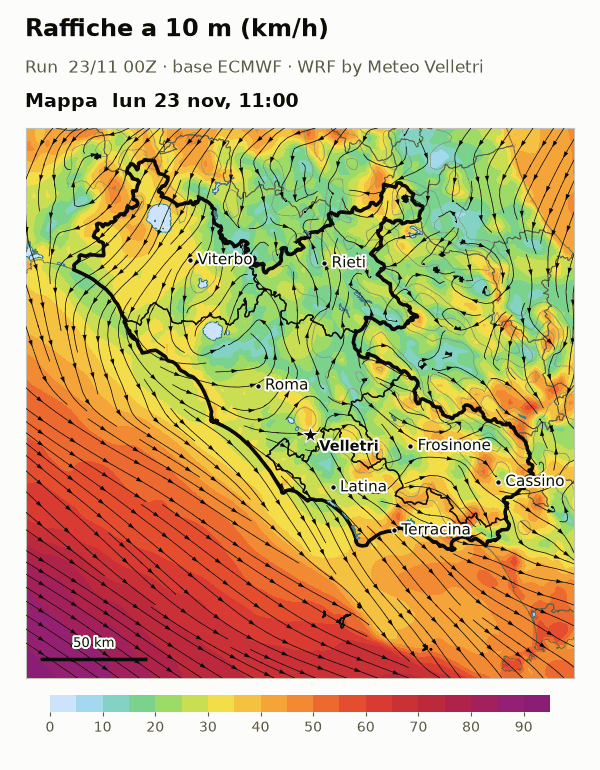 Raffiche a 10 m (km/h)
Run  23/11 00Z · base ECMWF · WRF by Meteo Velletri
Mappa  lun 23 nov, 11:00
Viterbo
Rieti
Roma
Velletri
Frosinone
Cassino
Latina
Terracina
50 km
0 10 20 30 40 50 60 70 80 90